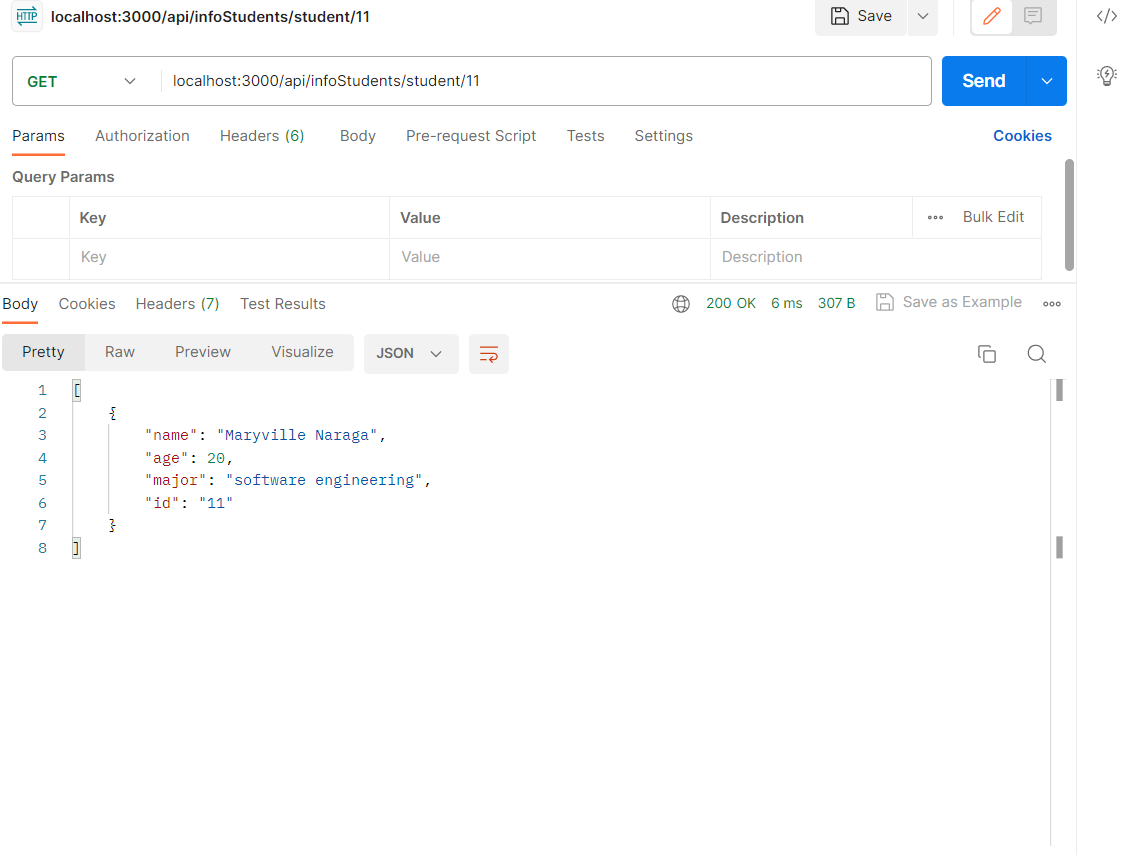 HTTP localhost:3000/api/infoStudents/student/11 Save </>
GET localhost:3000/api/infoStudents/student/11 Send
Params Authorization Headers (6) Body Pre-request Script Tests Settings Cookies
Query Params
Key Value Description ••• Bulk Edit
Key Value Description
Body Cookies Headers (7) Test Results 200 OK 6 ms 307 B Save as Example
Pretty Raw Preview Visualize JSON
1 [
2 {
3 "name": "Maryville Naraga",
4 "age": 20,
5 "major": "software engineering",
6 "id": "11"
7 }
8 ]